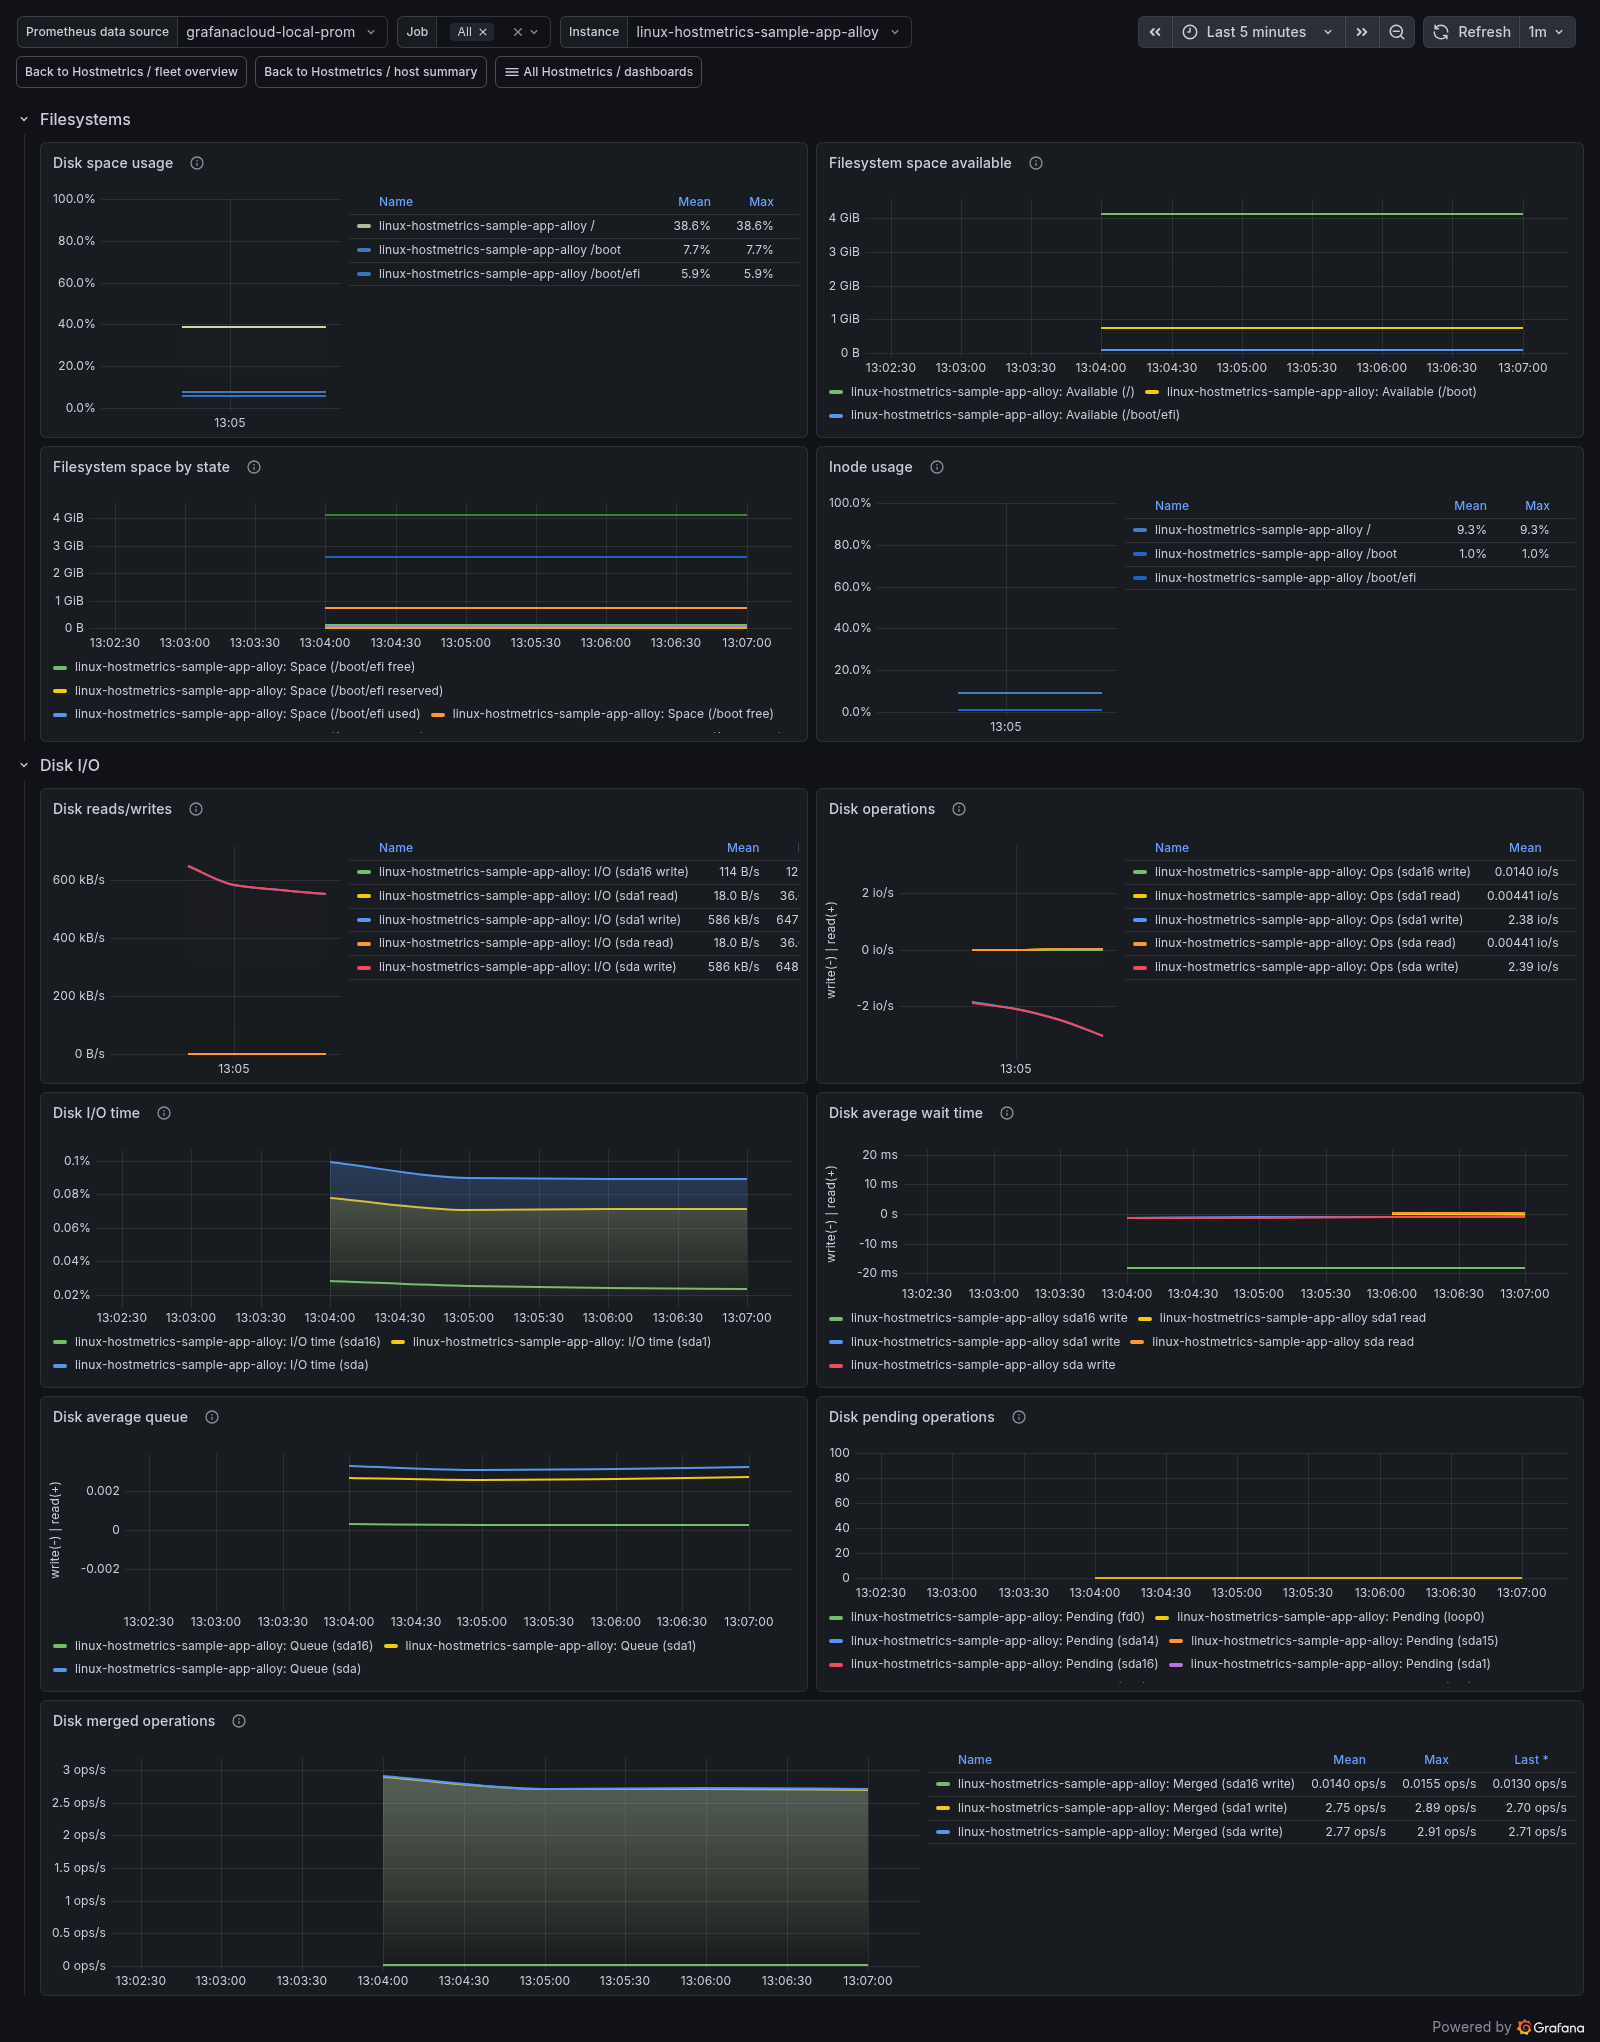 Prometheus data source grafanacloud-local-prom Job All Instance linux-hostmetrics-sample-app-alloy Last 5 minutes Refresh 1m
Back to Hostmetrics / fleet overview Back to Hostmetrics / host summary All Hostmetrics / dashboards
Filesystems
Disk space usage
100.0%
80.0%
60.0%
40.0%
20.0%
0.0%
13:05
Name Mean Max
linux-hostmetrics-sample-app-alloy / 38.6% 38.6%
linux-hostmetrics-sample-app-alloy /boot 7.7% 7.7%
linux-hostmetrics-sample-app-alloy /boot/efi 5.9% 5.9%
Filesystem space available
4 GiB
3 GiB
2 GiB
1 GiB
0 B
13:02:30 13:03:00 13:03:30 13:04:00 13:04:30 13:05:00 13:05:30 13:06:00 13:06:30 13:07:00
linux-hostmetrics-sample-app-alloy: Available (/) linux-hostmetrics-sample-app-alloy: Available (/boot)
linux-hostmetrics-sample-app-alloy: Available (/boot/efi)
Filesystem space by state
4 GiB
3 GiB
2 GiB
1 GiB
0 B
13:02:30 13:03:00 13:03:30 13:04:00 13:04:30 13:05:00 13:05:30 13:06:00 13:06:30 13:07:00
linux-hostmetrics-sample-app-alloy: Space (/boot/efi free)
linux-hostmetrics-sample-app-alloy: Space (/boot/efi reserved)
linux-hostmetrics-sample-app-alloy: Space (/boot/efi used) linux-hostmetrics-sample-app-alloy: Space (/boot free)
Inode usage
100.0%
80.0%
60.0%
40.0%
20.0%
0.0%
13:05
Name Mean Max
linux-hostmetrics-sample-app-alloy / 9.3% 9.3%
linux-hostmetrics-sample-app-alloy /boot 1.0% 1.0%
linux-hostmetrics-sample-app-alloy /boot/efi
Disk I/O
Disk reads/writes
600 kB/s
400 kB/s
200 kB/s
0 B/s
13:05
Name Mean
linux-hostmetrics-sample-app-alloy: I/O (sda16 write) 114 B/s 12
linux-hostmetrics-sample-app-alloy: I/O (sda1 read) 18.0 B/s 36.
linux-hostmetrics-sample-app-alloy: I/O (sda1 write) 586 kB/s 647
linux-hostmetrics-sample-app-alloy: I/O (sda read) 18.0 B/s 36.
linux-hostmetrics-sample-app-alloy: I/O (sda write) 586 kB/s 648
Disk operations
write(-) | read(+)
2 io/s
0 io/s
-2 io/s
13:05
Name Mean
linux-hostmetrics-sample-app-alloy: Ops (sda16 write) 0.0140 io/s
linux-hostmetrics-sample-app-alloy: Ops (sda1 read) 0.00441 io/s
linux-hostmetrics-sample-app-alloy: Ops (sda1 write) 2.38 io/s
linux-hostmetrics-sample-app-alloy: Ops (sda read) 0.00441 io/s
linux-hostmetrics-sample-app-alloy: Ops (sda write) 2.39 io/s
Disk I/O time
0.1%
0.08%
0.06%
0.04%
0.02%
13:02:30 13:03:00 13:03:30 13:04:00 13:04:30 13:05:00 13:05:30 13:06:00 13:06:30 13:07:00
linux-hostmetrics-sample-app-alloy: I/O time (sda16) linux-hostmetrics-sample-app-alloy: I/O time (sda1)
linux-hostmetrics-sample-app-alloy: I/O time (sda)
Disk average wait time
write(-) | read(+)
20 ms
10 ms
0 s
-10 ms
-20 ms
13:02:30 13:03:00 13:03:30 13:04:00 13:04:30 13:05:00 13:05:30 13:06:00 13:06:30 13:07:00
linux-hostmetrics-sample-app-alloy sda16 write linux-hostmetrics-sample-app-alloy sda1 read
linux-hostmetrics-sample-app-alloy sda1 write linux-hostmetrics-sample-app-alloy sda read
linux-hostmetrics-sample-app-alloy sda write
Disk average queue
write(-) | read(+)
0.002
0
-0.002
13:02:30 13:03:00 13:03:30 13:04:00 13:04:30 13:05:00 13:05:30 13:06:00 13:06:30 13:07:00
linux-hostmetrics-sample-app-alloy: Queue (sda16) linux-hostmetrics-sample-app-alloy: Queue (sda1)
linux-hostmetrics-sample-app-alloy: Queue (sda)
Disk pending operations
100
80
60
40
20
0
13:02:30 13:03:00 13:03:30 13:04:00 13:04:30 13:05:00 13:05:30 13:06:00 13:06:30 13:07:00
linux-hostmetrics-sample-app-alloy: Pending (fd0) linux-hostmetrics-sample-app-alloy: Pending (loop0)
linux-hostmetrics-sample-app-alloy: Pending (sda14) linux-hostmetrics-sample-app-alloy: Pending (sda15)
linux-hostmetrics-sample-app-alloy: Pending (sda16) linux-hostmetrics-sample-app-alloy: Pending (sda1)
Disk merged operations
3 ops/s
2.5 ops/s
2 ops/s
1.5 ops/s
1 ops/s
0.5 ops/s
0 ops/s
13:02:30 13:03:00 13:03:30 13:04:00 13:04:30 13:05:00 13:05:30 13:06:00 13:06:30 13:07:00
Name Mean Max Last *
linux-hostmetrics-sample-app-alloy: Merged (sda16 write) 0.0140 ops/s 0.0155 ops/s 0.0130 ops/s
linux-hostmetrics-sample-app-alloy: Merged (sda1 write) 2.75 ops/s 2.89 ops/s 2.70 ops/s
linux-hostmetrics-sample-app-alloy: Merged (sda write) 2.77 ops/s 2.91 ops/s 2.71 ops/s
Powered by Grafana